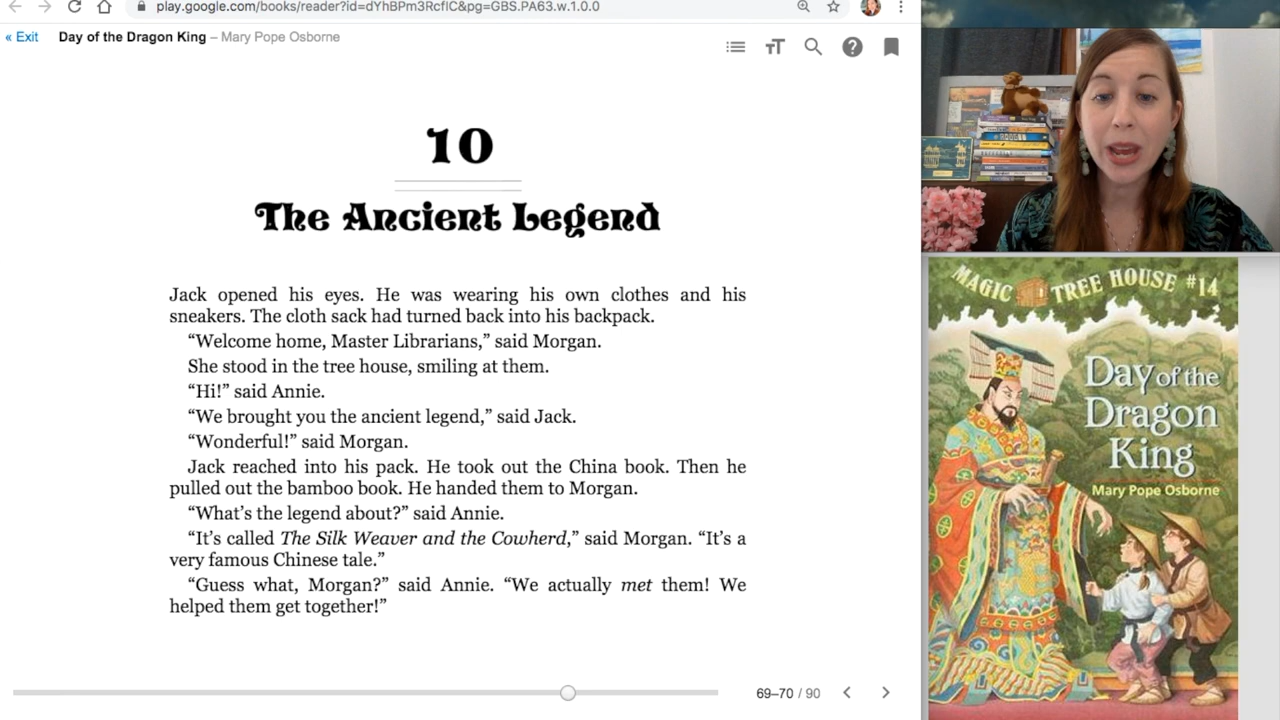 play.google.com/books/reader?id=dYhBPm3RcfIC&pg=GBS.PA63.w.1.0.0
« Exit Day of the Dragon King – Mary Pope Osborne
10
The Ancient Legend
Jack opened his eyes. He was wearing his own clothes and his
sneakers. The cloth sack had turned back into his backpack.
“Welcome home, Master Librarians,” said Morgan.
She stood in the tree house, smiling at them.
“Hi!” said Annie.
“We brought you the ancient legend,” said Jack.
“Wonderful!” said Morgan.
Jack reached into his pack. He took out the China book. Then he
pulled out the bamboo book. He handed them to Morgan.
“What’s the legend about?” said Annie.
“It’s called The Silk Weaver and the Cowherd,” said Morgan. “It’s a
very famous Chinese tale.”
“Guess what, Morgan?” said Annie. “We actually met them! We
helped them get together!”
69–70 / 90
MAGIC TREE HOUSE #14
Day of the
Dragon
King
Mary Pope Osborne